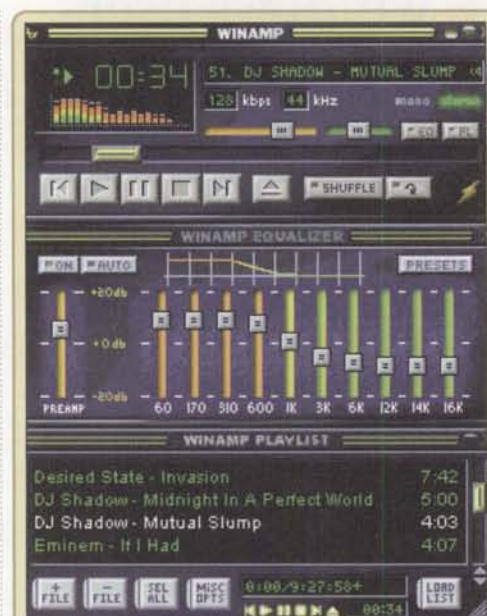 WINAMP
00:34
51. DJ SHADOW - MUTUAL SLUMP
128 kbps 44 kHz mono stereo
EQ PL
SHUFFLE
WINAMP EQUALIZER
ON AUTO PRESETS
+20db
+0db
-20db
PREAMP 60 170 310 600 1K 3K 6K 12K 14K 16K
WINAMP PLAYLIST
Desired State - Invasion 7:42
DJ Shadow - Midnight In A Perfect World 5:00
DJ Shadow - Mutual Slump 4:03
Eminem - If I Had 4:07
+ FILE - FILE SEL ALL MISC OPTS 0:00/9:27:58+ LOAD LIST
00:34